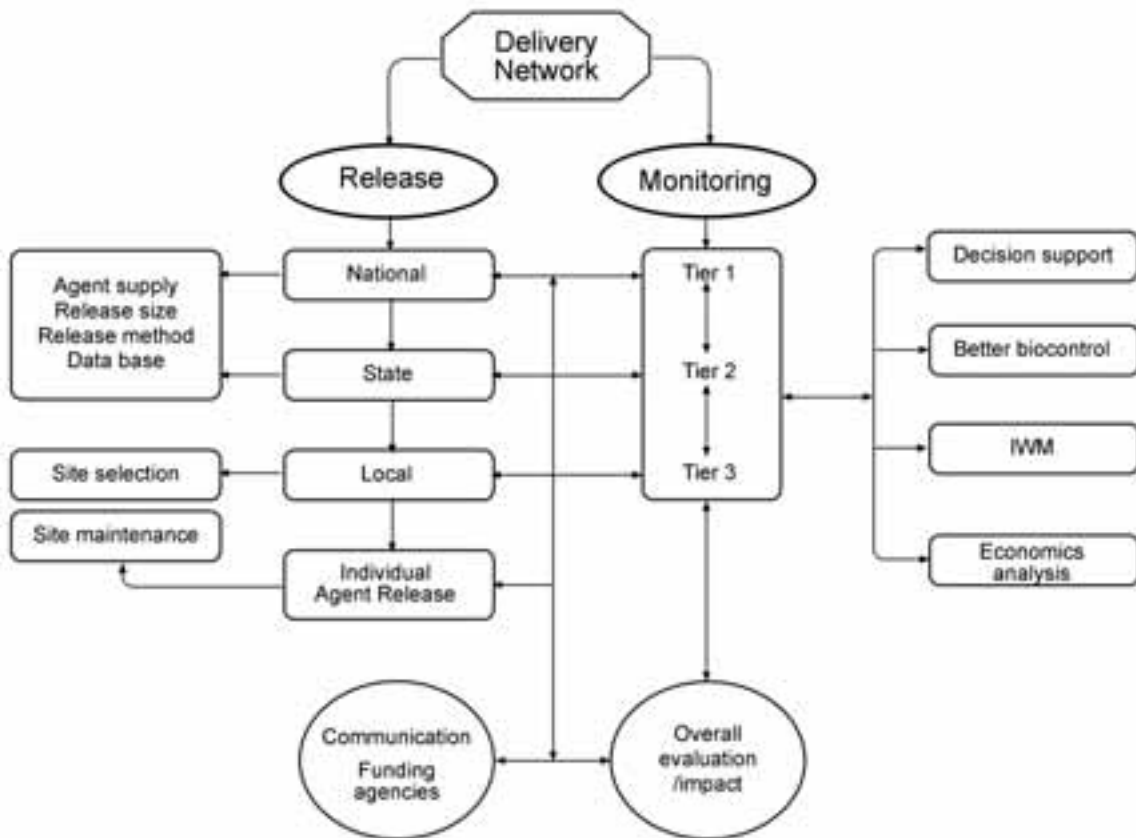 Delivery
Network
Release
Monitoring
National
Agent supply
Release size
Release method
Data base
State
Local
Site selection
Site maintenance
Individual
Agent Release
Tier 1
Tier 2
Tier 3
Decision support
Better biocontrol
IWM
Economics
analysis
Communication
Funding
agencies
Overall
evaluation
/impact